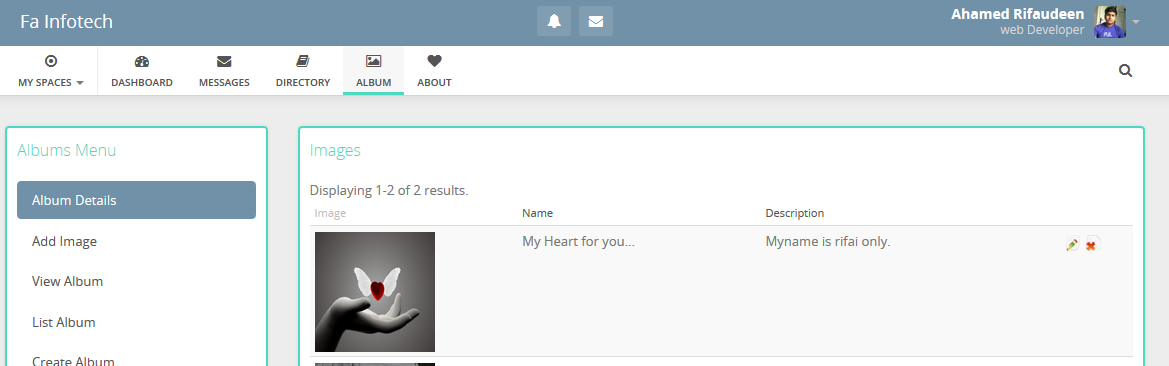 Fa Infotech
Ahamed Rifaudeen
web Developer
MY SPACES
DASHBOARD
MESSAGES
DIRECTORY
ALBUM
ABOUT
Albums Menu
Album Details
Add Image
View Album
List Album
Create Album
Images
Displaying 1-2 of 2 results.
Image Name Description
My Heart for you... Myname is rifai only.